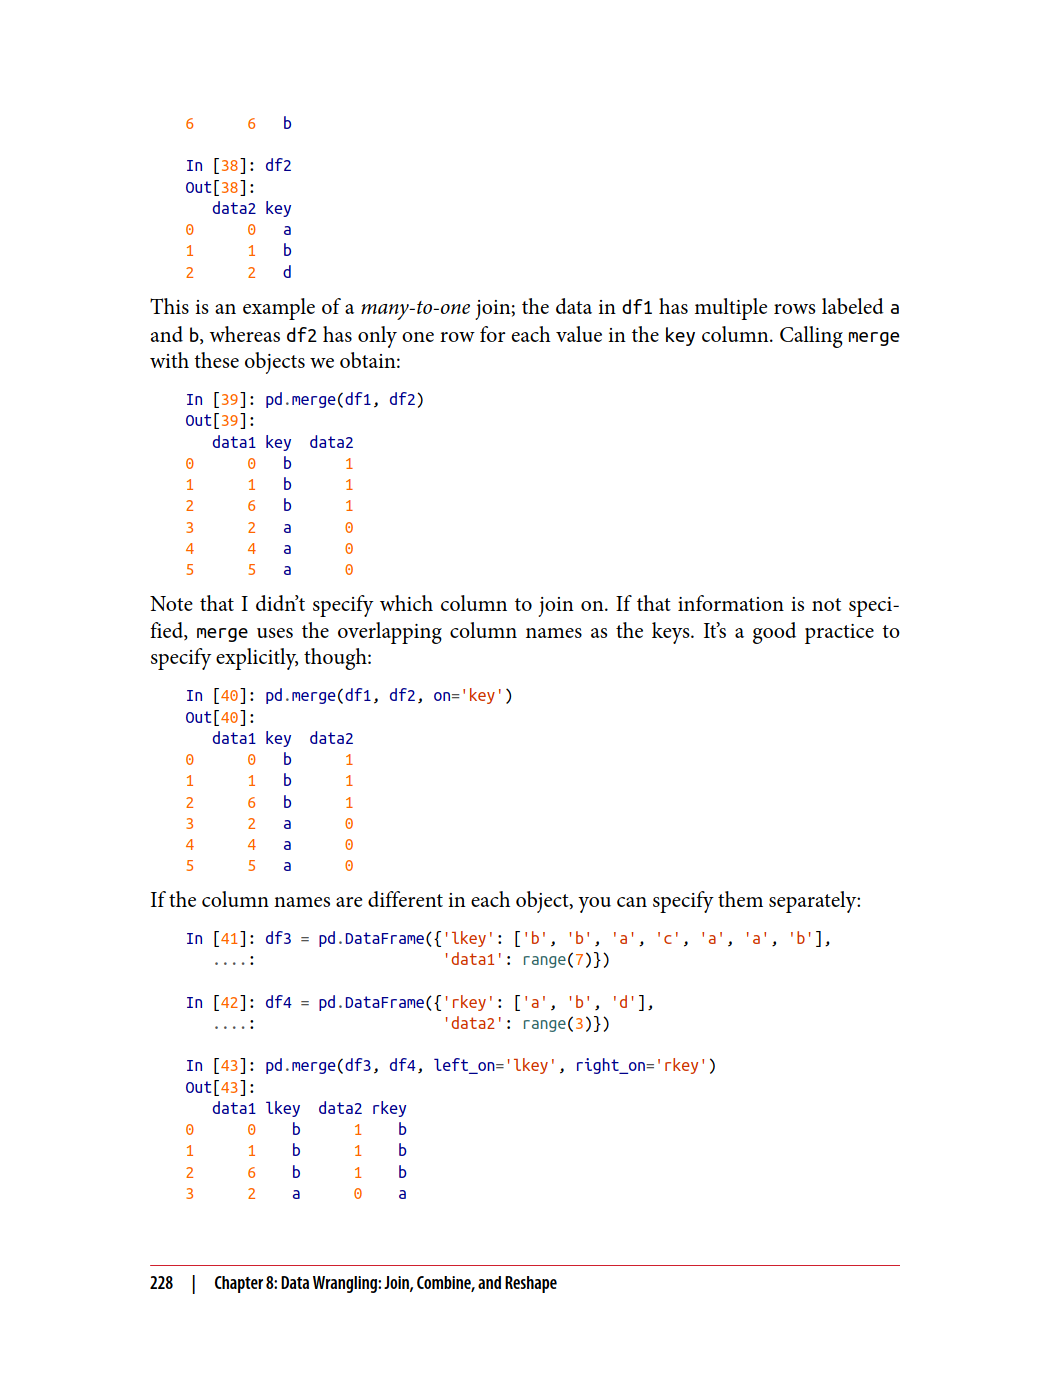 6      6   b
In [38]: df2
Out[38]:
   data2 key
0      0   a
1      1   b
2      2   d
This is an example of a many-to-one join; the data in df1 has multiple rows labeled a
and b, whereas df2 has only one row for each value in the key column. Calling merge
with these objects we obtain:
In [39]: pd.merge(df1, df2)
Out[39]:
   data1 key  data2
0      0   b      1
1      1   b      1
2      6   b      1
3      2   a      0
4      4   a      0
5      5   a      0
Note that I didn’t specify which column to join on. If that information is not speci-
fied, merge uses the overlapping column names as the keys. It’s a good practice to
specify explicitly, though:
In [40]: pd.merge(df1, df2, on='key')
Out[40]:
   data1 key  data2
0      0   b      1
1      1   b      1
2      6   b      1
3      2   a      0
4      4   a      0
5      5   a      0
If the column names are different in each object, you can specify them separately:
In [41]: df3 = pd.DataFrame({'lkey': ['b', 'b', 'a', 'c', 'a', 'a', 'b'],
   ....:                     'data1': range(7)})
In [42]: df4 = pd.DataFrame({'rkey': ['a', 'b', 'd'],
   ....:                     'data2': range(3)})
In [43]: pd.merge(df3, df4, left_on='lkey', right_on='rkey')
Out[43]:
   data1 lkey  data2 rkey
0      0    b      1    b
1      1    b      1    b
2      6    b      1    b
3      2    a      0    a
228 | Chapter 8: Data Wrangling: Join, Combine, and Reshape